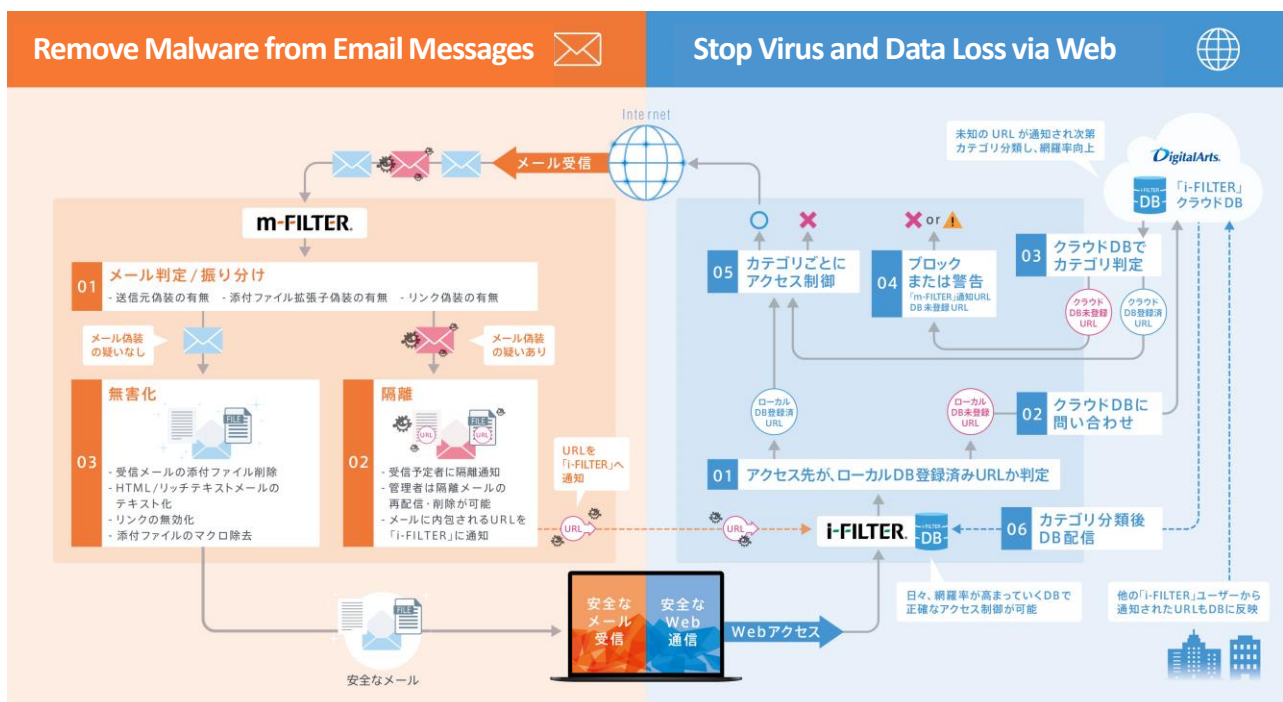 Remove Malware from Email Messages
Stop Virus and Data Loss via Web
Internet
メール受信
m-FILTER.
01
メール判定/振り分け
- 送信元偽装の有無 - 添付ファイル拡張子偽装の有無 - リンク偽装の有無
メール偽装
の疑いなし
メール偽装
の疑いあり
03
無害化
FILE
- 受信メールの添付ファイル削除
- HTML/リッチテキストメールの
テキスト化
- リンクの無効化
- 添付ファイルのマクロ除去
02
隔離
URL
FILE
URL
- 受信予定者に隔離通知
- 管理者は隔離メールの
再配信・削除が可能
- メールに内包されるURLを
「i-FILTER」に通知
URLを
「i-FILTER」へ
通知
URL
FILE
安全なメール
安全な
メール
受信
安全な
Web
通信
Webアクセス
未知の URL が通知され次第
カテゴリ分類し、網羅率向上
DigitalArts.
i-FILTER
DB
「i-FILTER」
クラウドDB
05
カテゴリごとに
アクセス制御
or
04
ブロック
または警告
「m-FILTER」通知URL
DB未登録URL
03
クラウドDBで
カテゴリ判定
クラウド
DB未登録
URL
クラウド
DB登録済
URL
ローカル
DB登録済
URL
ローカル
DB未登録
URL
02
クラウドDBに
問い合わせ
01
アクセス先が、ローカルDB登録済みURLか判定
URL
i-FILTER.
i-FILTER
DB
06
カテゴリ分類後
DB配信
日々、網羅率が高まっていくDBで
正確なアクセス制御が可能
他の「i-FILTER」ユーザーから
通知されたURLもDBに反映